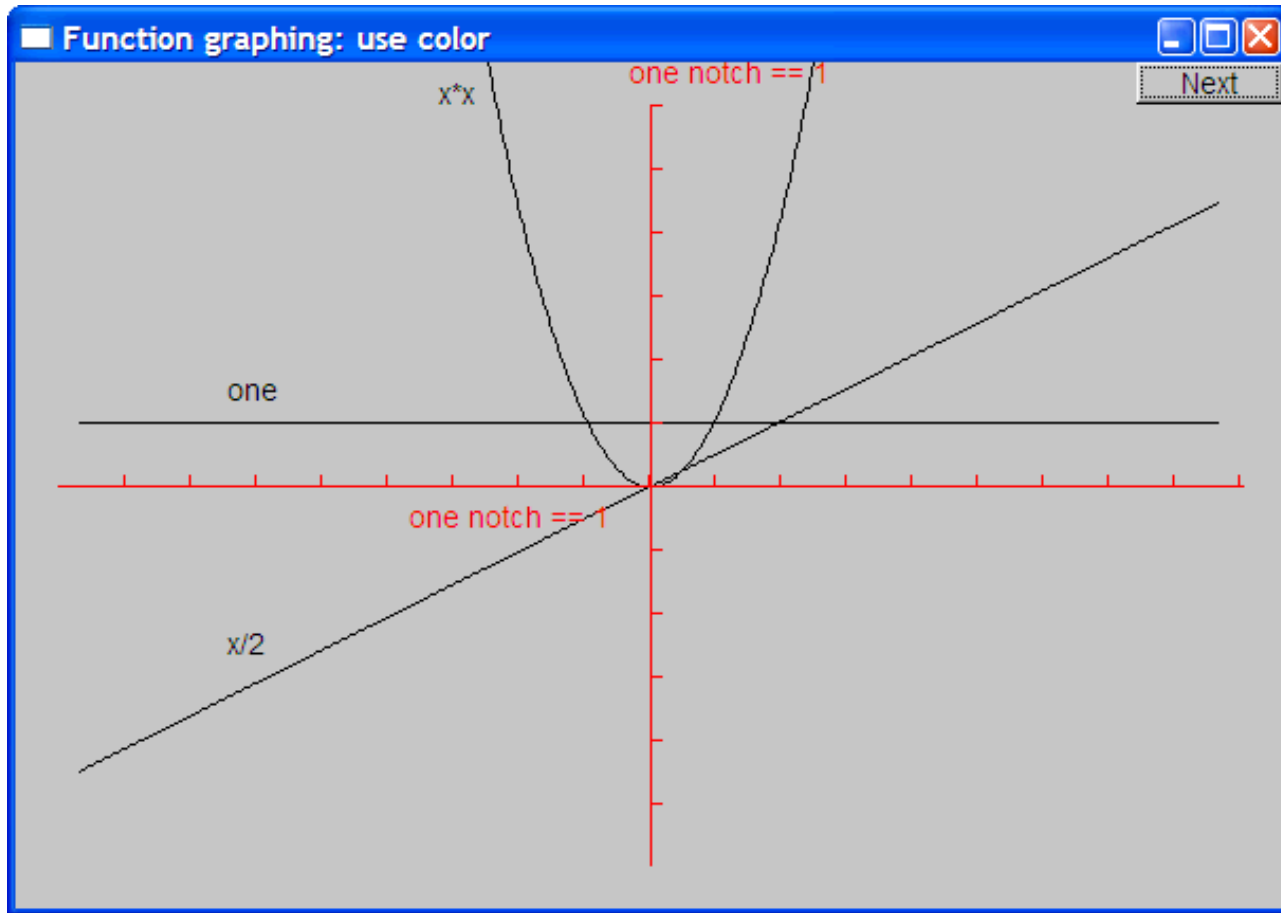 Function graphing: use color
one notch == 1
Next
x*x
one
one notch == 1
x/2